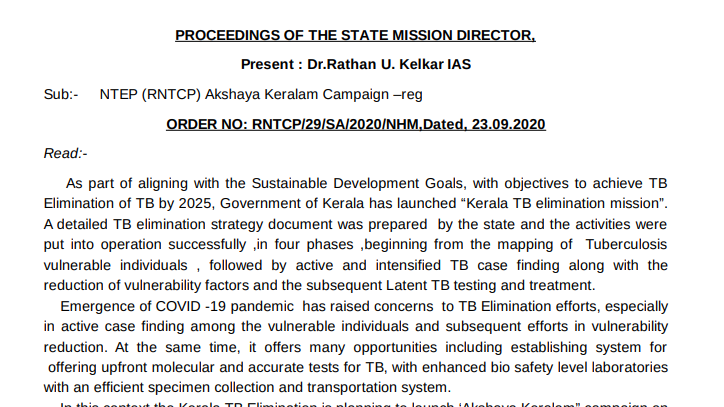 PROCEEDINGS OF THE STATE MISSION DIRECTOR,
Present : Dr.Rathan U. Kelkar IAS
Sub:- NTEP (RNTCP) Akshaya Keralam Campaign –reg
ORDER NO: RNTCP/29/SA/2020/NHM,Dated, 23.09.2020
Read:-
As part of aligning with the Sustainable Development Goals, with objectives to achieve TB
Elimination of TB by 2025, Government of Kerala has launched “Kerala TB elimination mission”.
A detailed TB elimination strategy document was prepared by the state and the activities were
put into operation successfully ,in four phases ,beginning from the mapping of Tuberculosis
vulnerable individuals , followed by active and intensified TB case finding along with the
reduction of vulnerability factors and the subsequent Latent TB testing and treatment.
Emergence of COVID -19 pandemic has raised concerns to TB Elimination efforts, especially
in active case finding among the vulnerable individuals and subsequent efforts in vulnerability
reduction. At the same time, it offers many opportunities including establishing system for
offering upfront molecular and accurate tests for TB, with enhanced bio safety level laboratories
with an efficient specimen collection and transportation system.
In this context the Kerala TB Elimination is planning to launch ‘Akshaya Keralam” campaign on